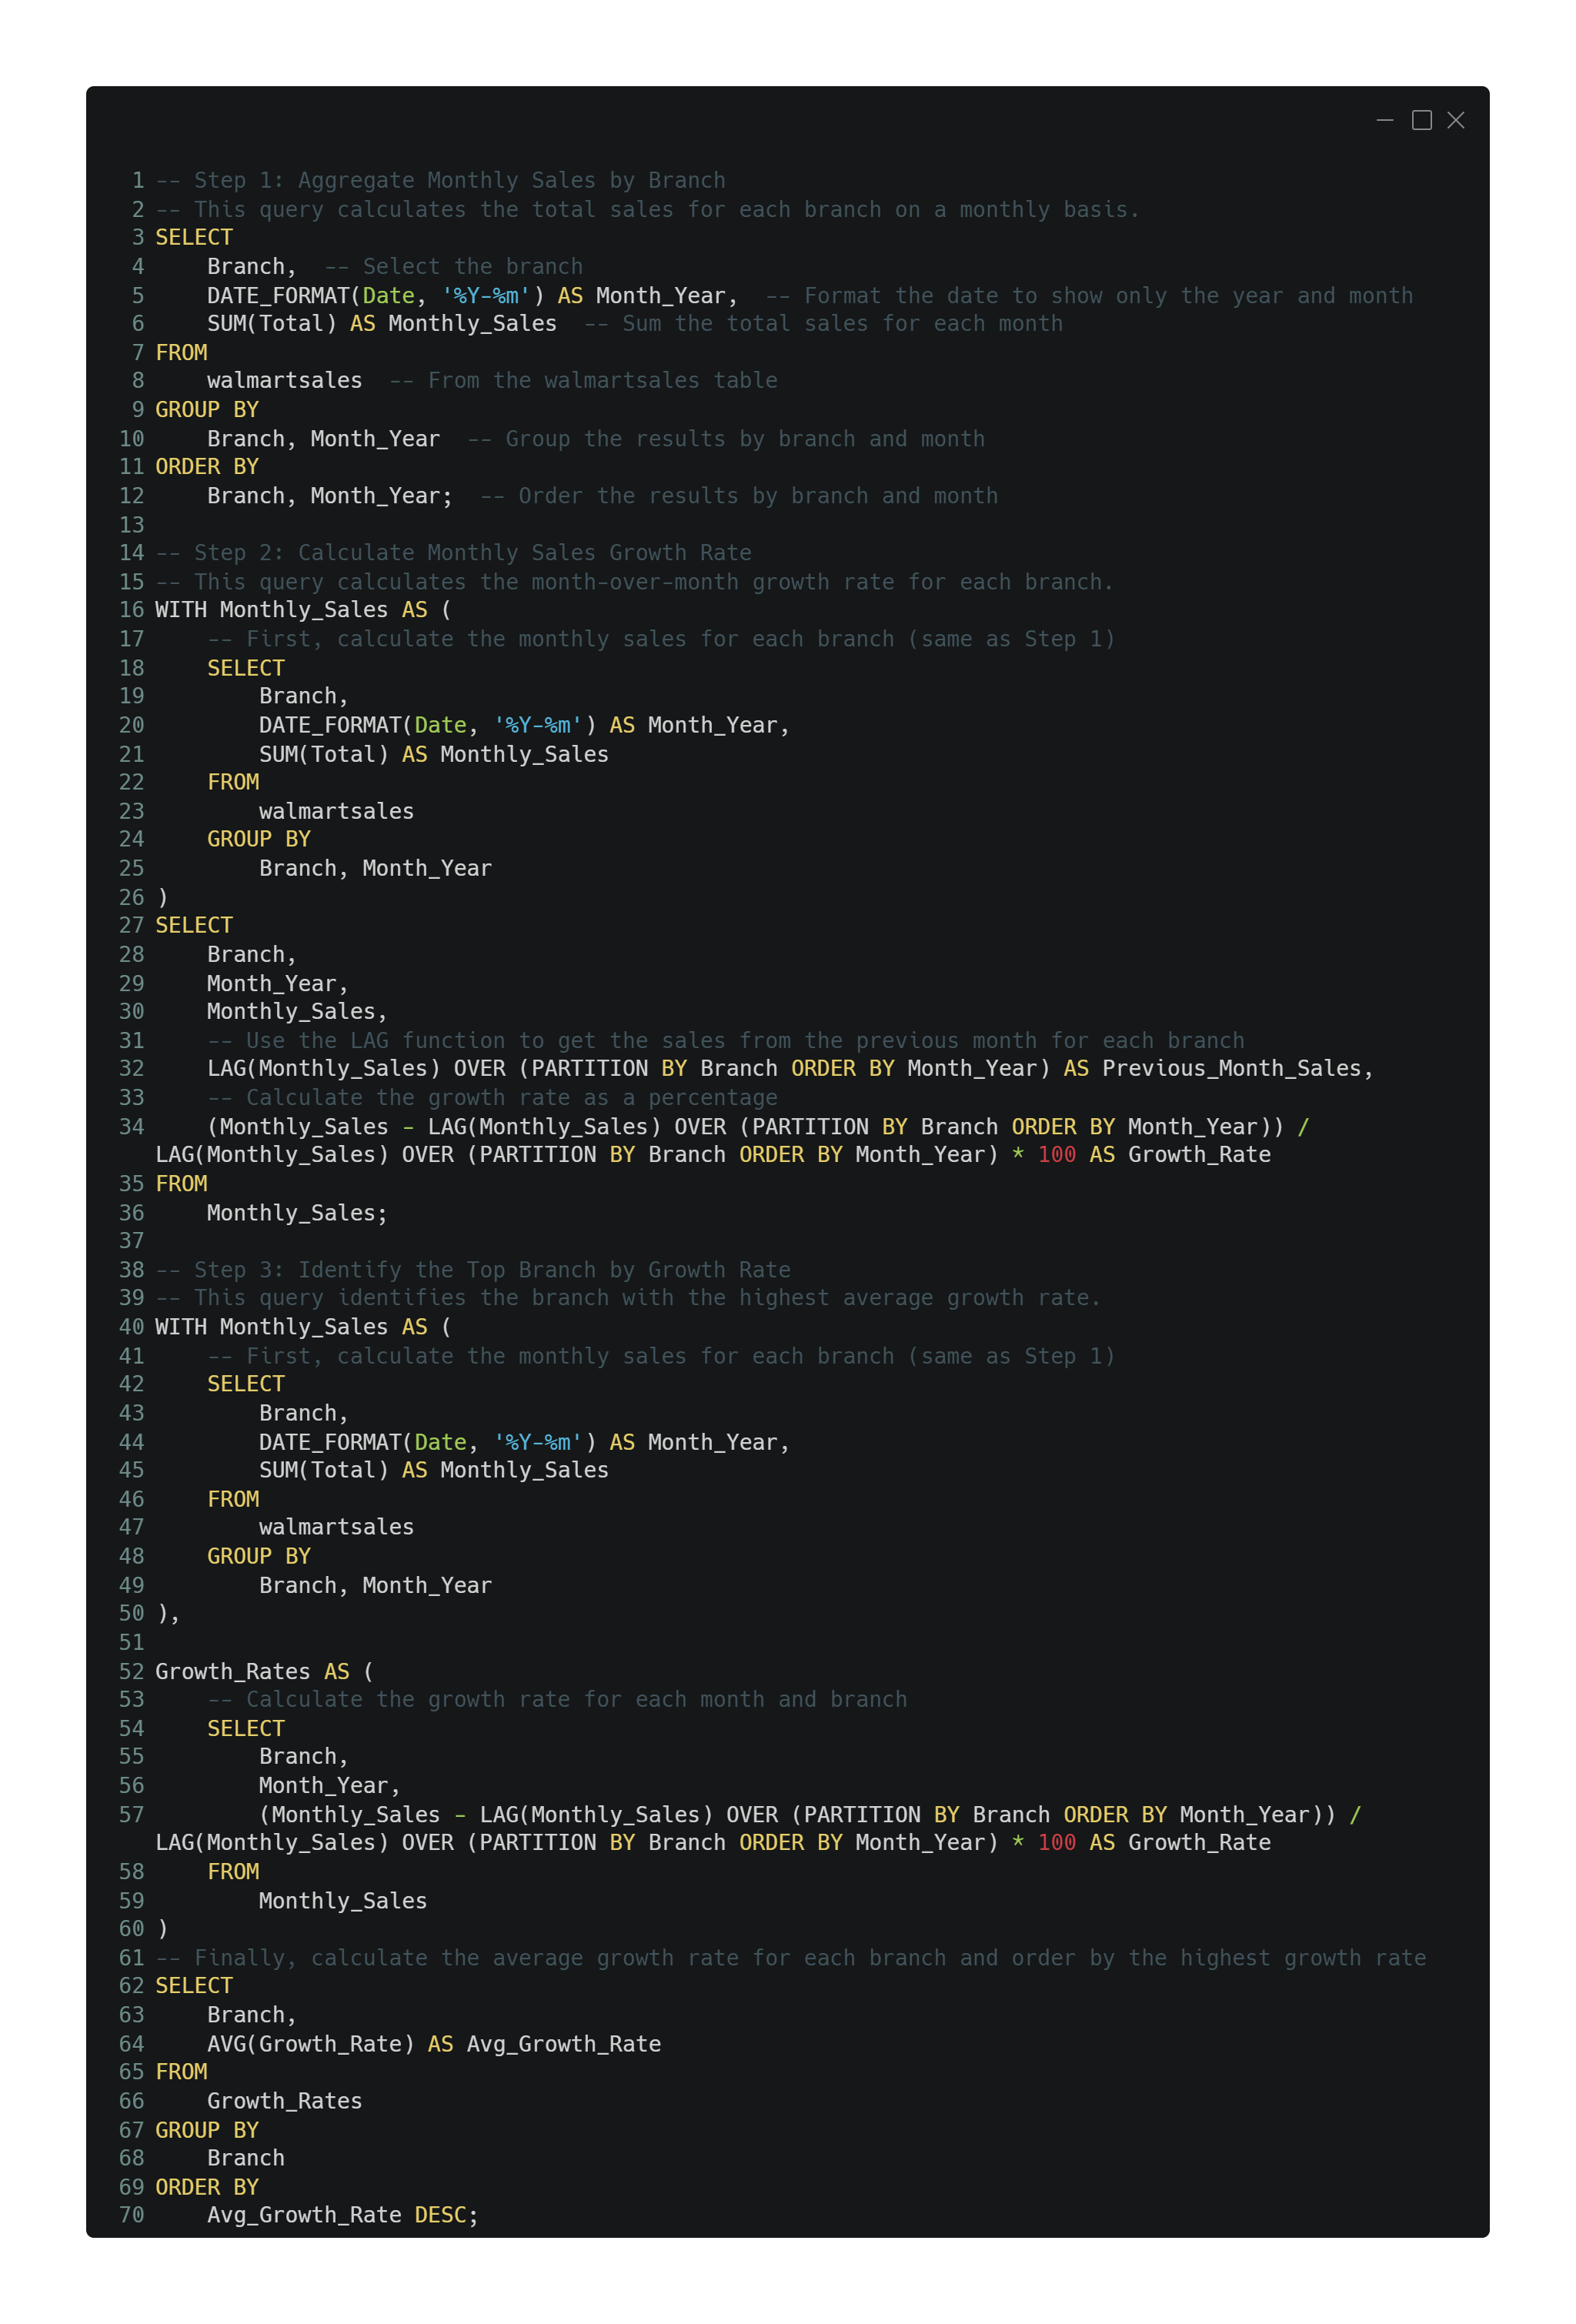 1 -- Step 1: Aggregate Monthly Sales by Branch
2 -- This query calculates the total sales for each branch on a monthly basis.
3 SELECT
4     Branch,  -- Select the branch
5     DATE_FORMAT(Date, '%Y-%m') AS Month_Year,  -- Format the date to show only the year and month
6     SUM(Total) AS Monthly_Sales  -- Sum the total sales for each month
7 FROM
8     walmartsales  -- From the walmartsales table
9 GROUP BY
10     Branch, Month_Year  -- Group the results by branch and month
11 ORDER BY
12     Branch, Month_Year;  -- Order the results by branch and month
13
14 -- Step 2: Calculate Monthly Sales Growth Rate
15 -- This query calculates the month-over-month growth rate for each branch.
16 WITH Monthly_Sales AS (
17     -- First, calculate the monthly sales for each branch (same as Step 1)
18     SELECT
19         Branch,
20         DATE_FORMAT(Date, '%Y-%m') AS Month_Year,
21         SUM(Total) AS Monthly_Sales
22     FROM
23         walmartsales
24     GROUP BY
25         Branch, Month_Year
26 )
27 SELECT
28     Branch,
29     Month_Year,
30     Monthly_Sales,
31     -- Use the LAG function to get the sales from the previous month for each branch
32     LAG(Monthly_Sales) OVER (PARTITION BY Branch ORDER BY Month_Year) AS Previous_Month_Sales,
33     -- Calculate the growth rate as a percentage
34     (Monthly_Sales - LAG(Monthly_Sales) OVER (PARTITION BY Branch ORDER BY Month_Year)) /
LAG(Monthly_Sales) OVER (PARTITION BY Branch ORDER BY Month_Year) * 100 AS Growth_Rate
35 FROM
36     Monthly_Sales;
37
38 -- Step 3: Identify the Top Branch by Growth Rate
39 -- This query identifies the branch with the highest average growth rate.
40 WITH Monthly_Sales AS (
41     -- First, calculate the monthly sales for each branch (same as Step 1)
42     SELECT
43         Branch,
44         DATE_FORMAT(Date, '%Y-%m') AS Month_Year,
45         SUM(Total) AS Monthly_Sales
46     FROM
47         walmartsales
48     GROUP BY
49         Branch, Month_Year
50 ),
51
52 Growth_Rates AS (
53     -- Calculate the growth rate for each month and branch
54     SELECT
55         Branch,
56         Month_Year,
57         (Monthly_Sales - LAG(Monthly_Sales) OVER (PARTITION BY Branch ORDER BY Month_Year)) /
LAG(Monthly_Sales) OVER (PARTITION BY Branch ORDER BY Month_Year) * 100 AS Growth_Rate
58     FROM
59         Monthly_Sales
60 )
61 -- Finally, calculate the average growth rate for each branch and order by the highest growth rate
62 SELECT
63     Branch,
64     AVG(Growth_Rate) AS Avg_Growth_Rate
65 FROM
66     Growth_Rates
67 GROUP BY
68     Branch
69 ORDER BY
70     Avg_Growth_Rate DESC;